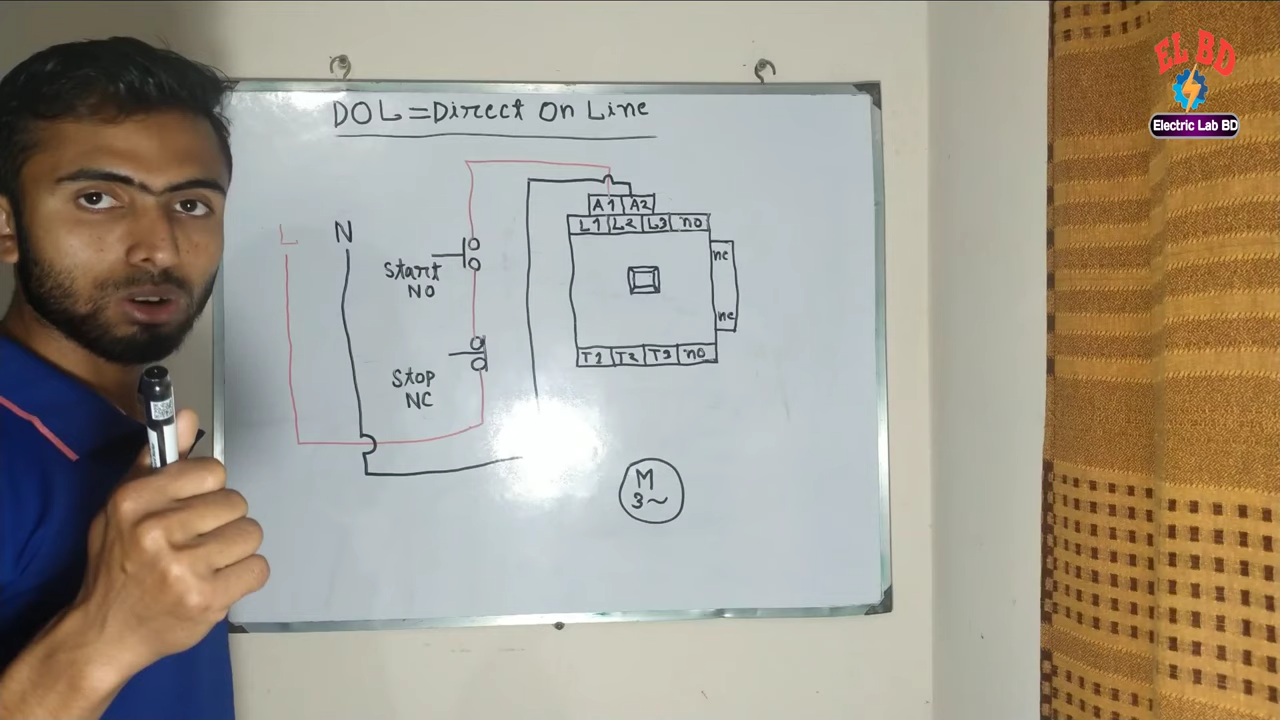 DOL=Direct On Line
EL BD
Electric Lab BD
L N
A1 A2
L1 L2 L3 no
nc
Start
NO
nc
Stop
NC
T1 T2 T3 no
M
3~